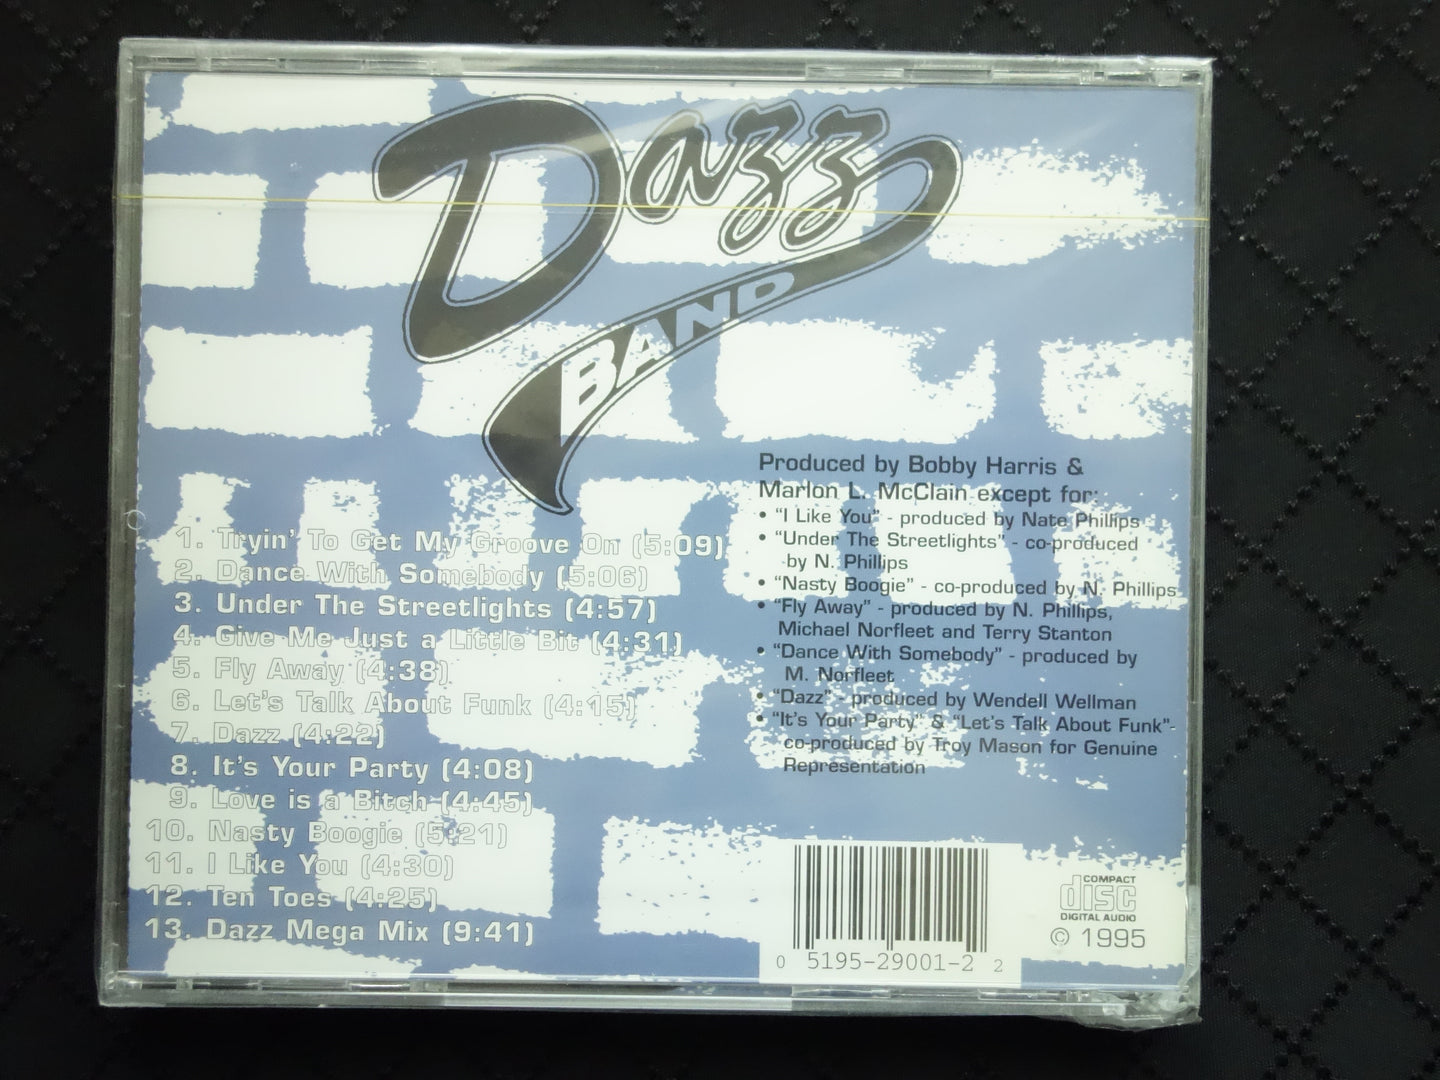 Dazz
BAND
1. Tryin' To Get My Groove On (5:09)
2. Dance With Somebody (5:06)
3. Under The Streetlights (4:57)
4. Give Me Just a Little Bit (4:31)
5. Fly Away (4:38)
6. Let's Talk About Funk (4:15)
7. Dazz (4:22)
8. It's Your Party (4:08)
9. Love is a Bitch (4:45)
10. Nasty Boogie (5:21)
11. I Like You (4:30)
12. Ten Toes (4:25)
13. Dazz Mega Mix (9:41)
Produced by Bobby Harris &
Marlon L. McClain except for:
• "I Like You" - produced by Nate Phillips
• "Under The Streetlights" - co-produced
by N. Phillips
• "Nasty Boogie" - co-produced by N. Phillips
• "Fly Away" - produced by N. Phillips,
Michael Norfleet and Terry Stanton
• "Dance With Somebody" - produced by
M. Norfleet
• "Dazz" - produced by Wendell Wellman
• "It's Your Party" & "Let's Talk About Funk"-
co-produced by Troy Mason for Genuine
Representation
0 5195-29001-2 2
COMPACT
disc
DIGITAL AUDIO
© 1995